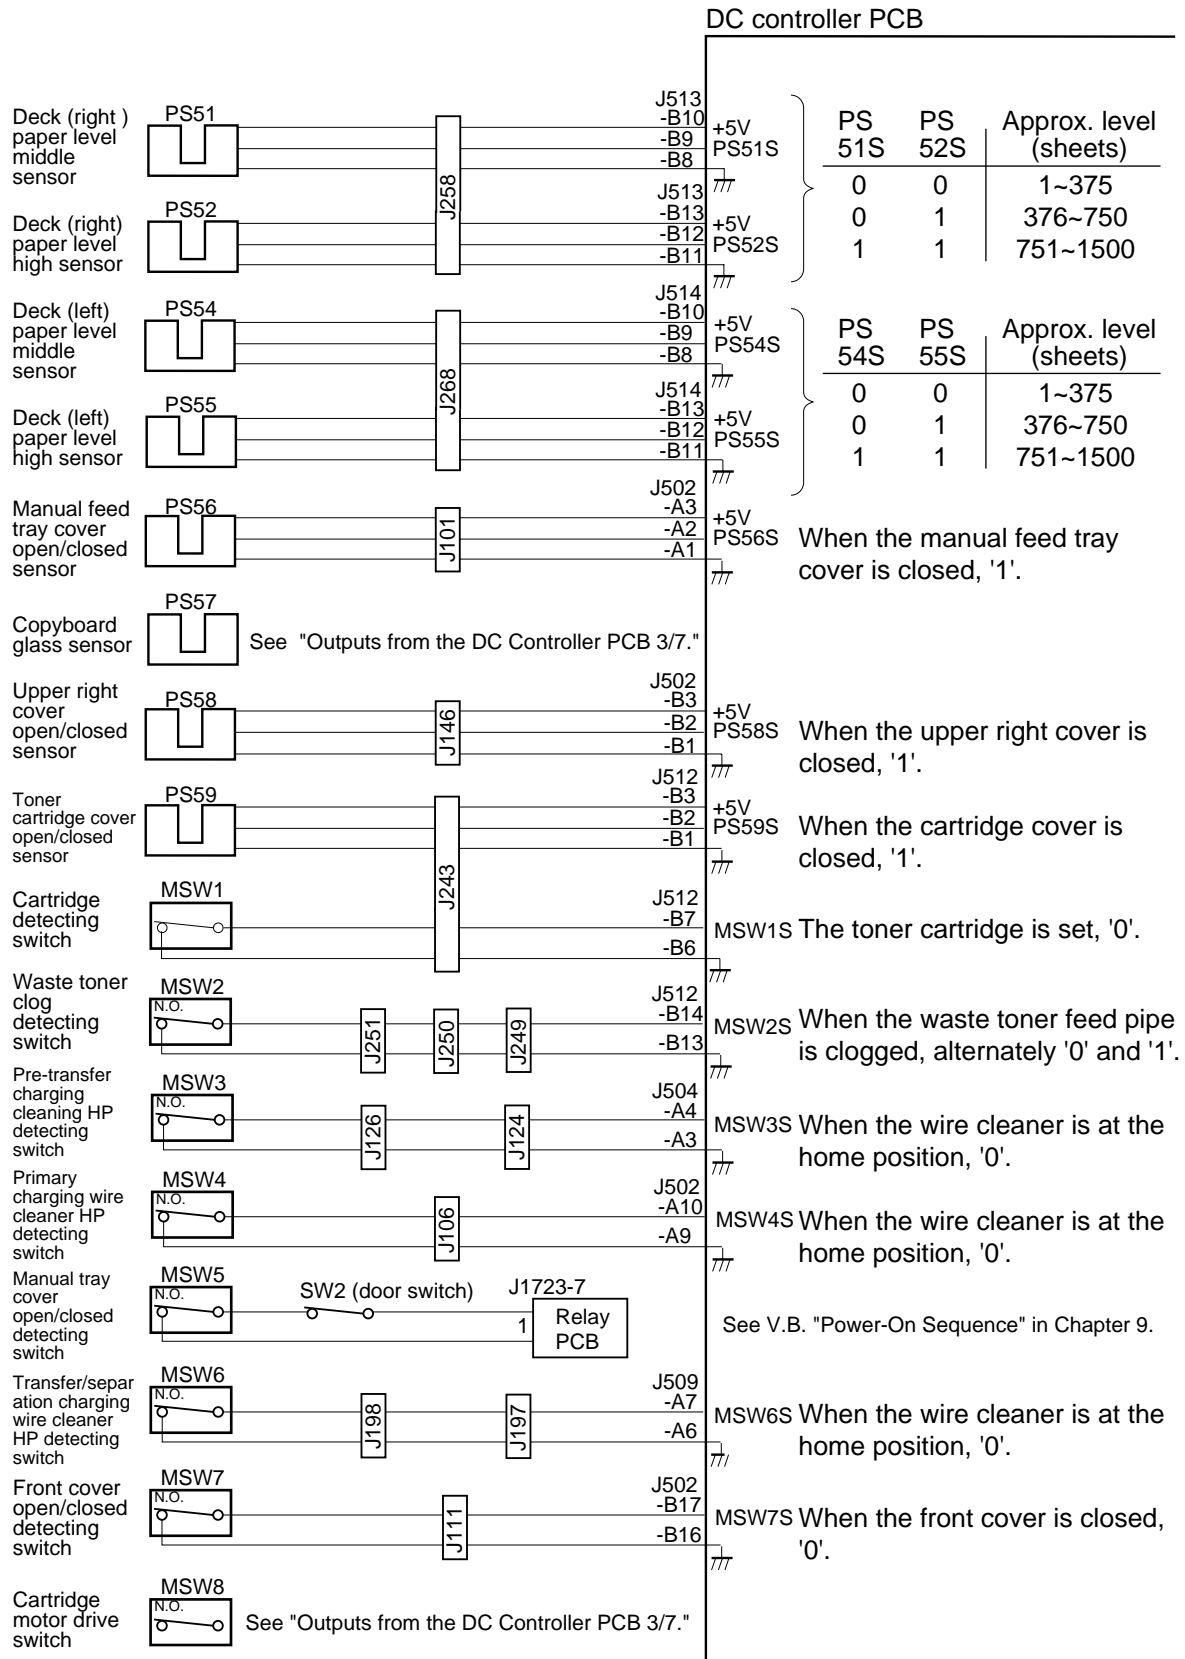 DC controller PCB
Deck (right )
paper level
middle
sensor
PS51
J258
J513
-B10
-B9
-B8
+5V
PS51S
PS
51S
PS
52S
Approx. level
(sheets)
0 0 1~375
0 1 376~750
1 1 751~1500
Deck (right)
paper level
high sensor
PS52
J513
-B13
-B12
-B11
+5V
PS52S
Deck (left)
paper level
middle
sensor
PS54
J268
J514
-B10
-B9
-B8
+5V
PS54S
PS
54S
PS
55S
Approx. level
(sheets)
0 0 1~375
0 1 376~750
1 1 751~1500
Deck (left)
paper level
high sensor
PS55
J514
-B13
-B12
-B11
+5V
PS55S
Manual feed
tray cover
open/closed
sensor
PS56
J101
J502
-A3
-A2
-A1
+5V
PS56S
When the manual feed tray
cover is closed, '1'.
Copyboard
glass sensor
PS57
See "Outputs from the DC Controller PCB 3/7."
Upper right
cover
open/closed
sensor
PS58
J146
J502
-B3
-B2
-B1
+5V
PS58S
When the upper right cover is
closed, '1'.
Toner
cartridge cover
open/closed
sensor
PS59
J243
J512
-B3
-B2
-B1
+5V
PS59S
When the cartridge cover is
closed, '1'.
Cartridge
detecting
switch
MSW1
J512
-B7
-B6
MSW1S The toner cartridge is set, '0'.
Waste toner
clog
detecting
switch
MSW2
N.O.
J251
J250
J249
J512
-B14
-B13
MSW2S When the waste toner feed pipe
is clogged, alternately '0' and '1'.
Pre-transfer
charging
cleaning HP
detecting
switch
MSW3
N.O.
J126
J124
J504
-A4
-A3
MSW3S When the wire cleaner is at the
home position, '0'.
Primary
charging wire
cleaner HP
detecting
switch
MSW4
N.O.
J106
J502
-A10
-A9
MSW4S When the wire cleaner is at the
home position, '0'.
Manual tray
cover
open/closed
detecting
switch
MSW5
N.O.
SW2 (door switch)
J1723-7
1
Relay
PCB
See V.B. "Power-On Sequence" in Chapter 9.
Transfer/separ
ation charging
wire cleaner
HP detecting
switch
MSW6
N.O.
J198
J197
J509
-A7
-A6
MSW6S When the wire cleaner is at the
home position, '0'.
Front cover
open/closed
detecting
switch
MSW7
N.O.
J111
J502
-B17
-B16
MSW7S When the front cover is closed,
'0'.
Cartridge
motor drive
switch
MSW8
N.O.
See "Outputs from the DC Controller PCB 3/7."